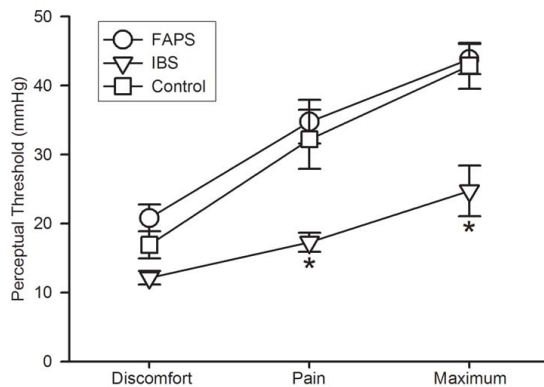 FAPS
IBS
Control
Perceptual Threshold (mmHg)
50
40
30
20
10
0
*
*
Discomfort Pain Maximum